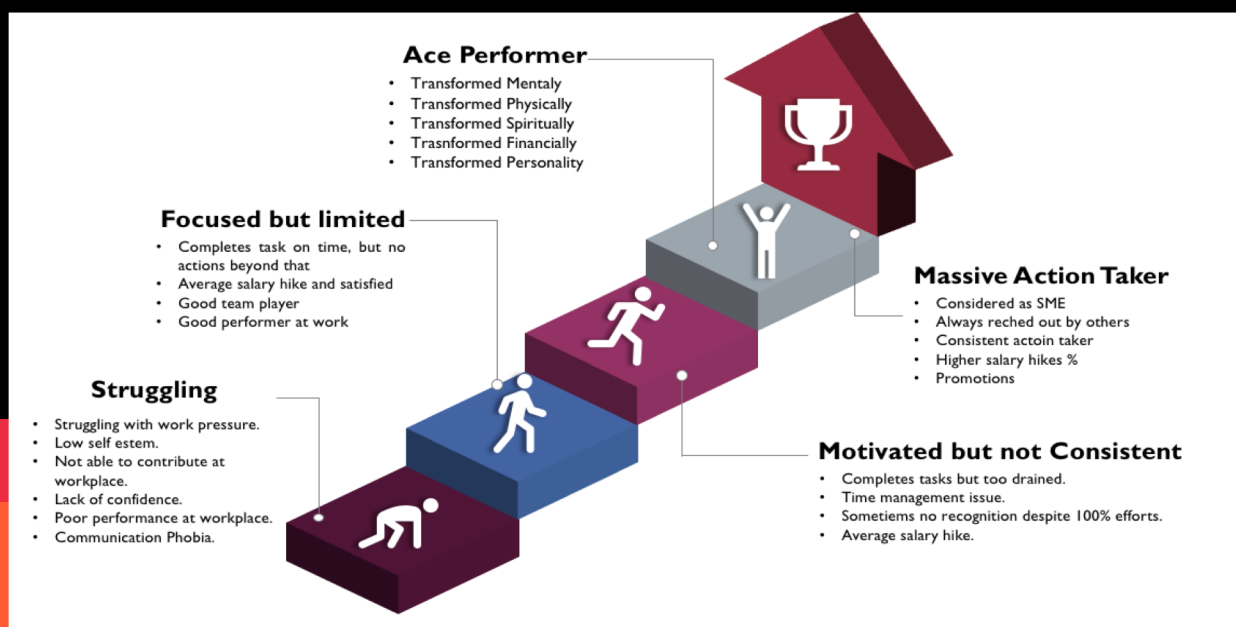 Ace Performer
• Transformed Mentaly
• Transformed Physically
• Transformed Spiritually
• Trasnformed Financially
• Transformed Personality
Focused but limited
• Completes task on time, but no
actions beyond that
• Average salary hike and satisfied
• Good team player
• Good performer at work
Struggling
• Struggling with work pressure.
• Low self estem.
• Not able to contribute at
workplace.
• Lack of confidence.
• Poor performance at workplace.
• Communication Phobia.
Massive Action Taker
• Considered as SME
• Always reched out by others
• Consistent actoin taker
• Higher salary hikes %
• Promotions
Motivated but not Consistent
• Completes tasks but too drained.
• Time management issue.
• Sometiems no recognition despite 100% efforts.
• Average salary hike.